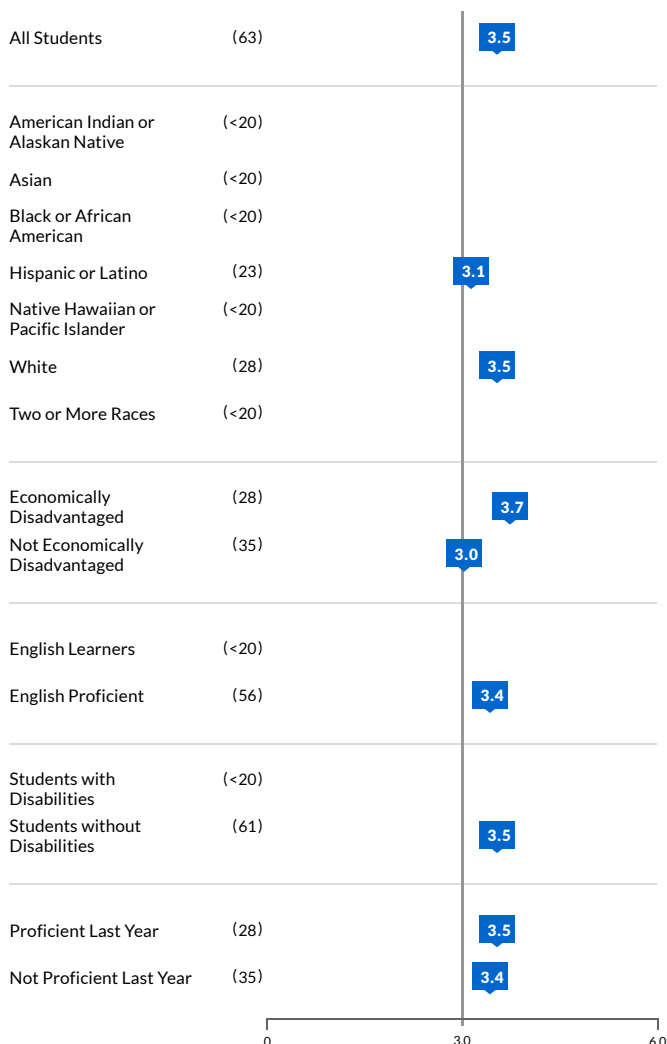 All Students (63) 3.5
American Indian or
Alaskan Native (<20)
Asian (<20)
Black or African
American (<20)
Hispanic or Latino (23) 3.1
Native Hawaiian or
Pacific Islander (<20)
White (28) 3.5
Two or More Races (<20)
Economically
Disadvantaged (28) 3.7
Not Economically
Disadvantaged (35) 3.0
English Learners (<20)
English Proficient (56) 3.4
Students with
Disabilities (<20)
Students without
Disabilities (61) 3.5
Proficient Last Year (28) 3.5
Not Proficient Last Year (35) 3.4
0 3.0 6.0